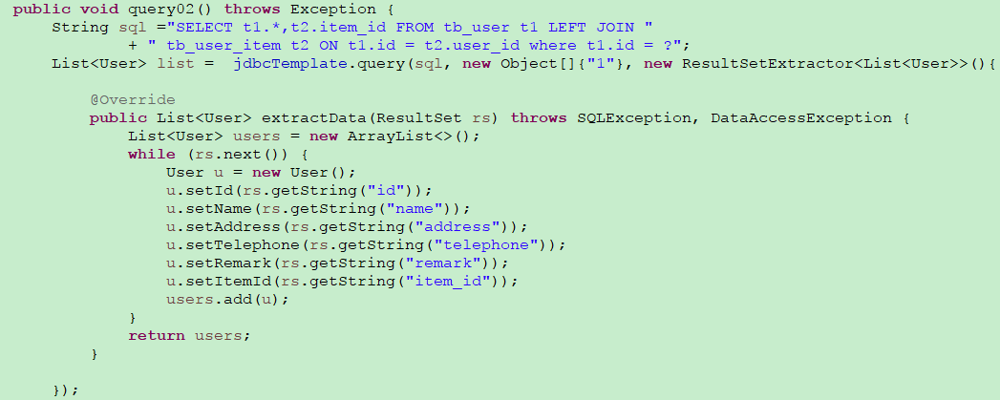 public void query02() throws Exception {
String sql ="SELECT t1.*,t2.item_id FROM tb_user t1 LEFT JOIN "
+ " tb_user_item t2 ON t1.id = t2.user_id where t1.id = ?";
List<User> list =  jdbcTemplate.query(sql, new Object[]{"1"}, new ResultSetExtractor<List<User>>(){
@Override
public List<User> extractData(ResultSet rs) throws SQLException, DataAccessException {
List<User> users = new ArrayList<>();
while (rs.next()) {
User u = new User();
u.setId(rs.getString("id"));
u.setName(rs.getString("name"));
u.setAddress(rs.getString("address"));
u.setTelephone(rs.getString("telephone"));
u.setRemark(rs.getString("remark"));
u.setItemId(rs.getString("item_id"));
users.add(u);
}
return users;
}
});